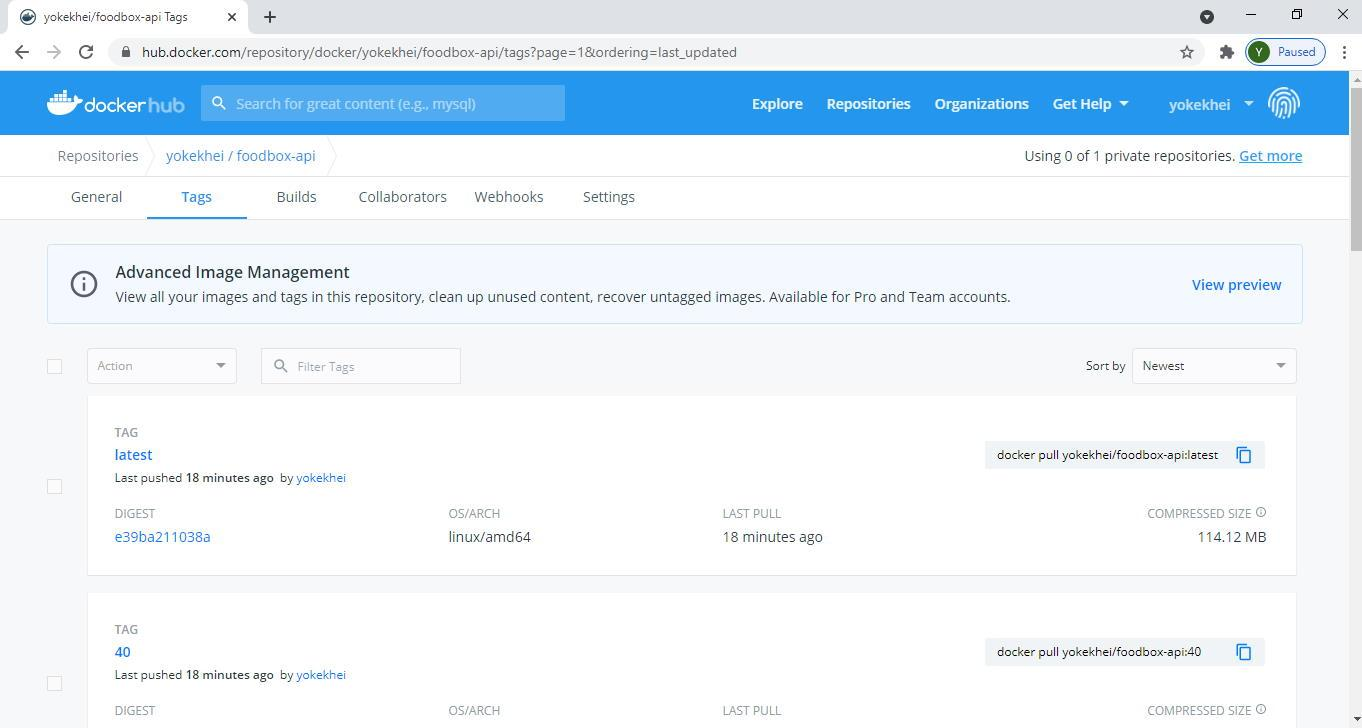 yokekhei/foodbox-api Tags
hub.docker.com/repository/docker/yokekhei/foodbox-api/tags?page=1&ordering=last_updated
Y Paused
dockerhub
Search for great content (e.g., mysql)
Explore Repositories Organizations Get Help yokekhei
Repositories yokekhei / foodbox-api Using 0 of 1 private repositories. Get more
General Tags Builds Collaborators Webhooks Settings
Advanced Image Management
View all your images and tags in this repository, clean up unused content, recover untagged images. Available for Pro and Team accounts.
View preview
Action Filter Tags Sort by Newest
TAG
latest
docker pull yokekhei/foodbox-api:latest
Last pushed 18 minutes ago by yokekhei
DIGEST OS/ARCH LAST PULL COMPRESSED SIZE
e39ba211038a linux/amd64 18 minutes ago 114.12 MB
TAG
40
docker pull yokekhei/foodbox-api:40
Last pushed 18 minutes ago by yokekhei
DIGEST OS/ARCH LAST PULL COMPRESSED SIZE